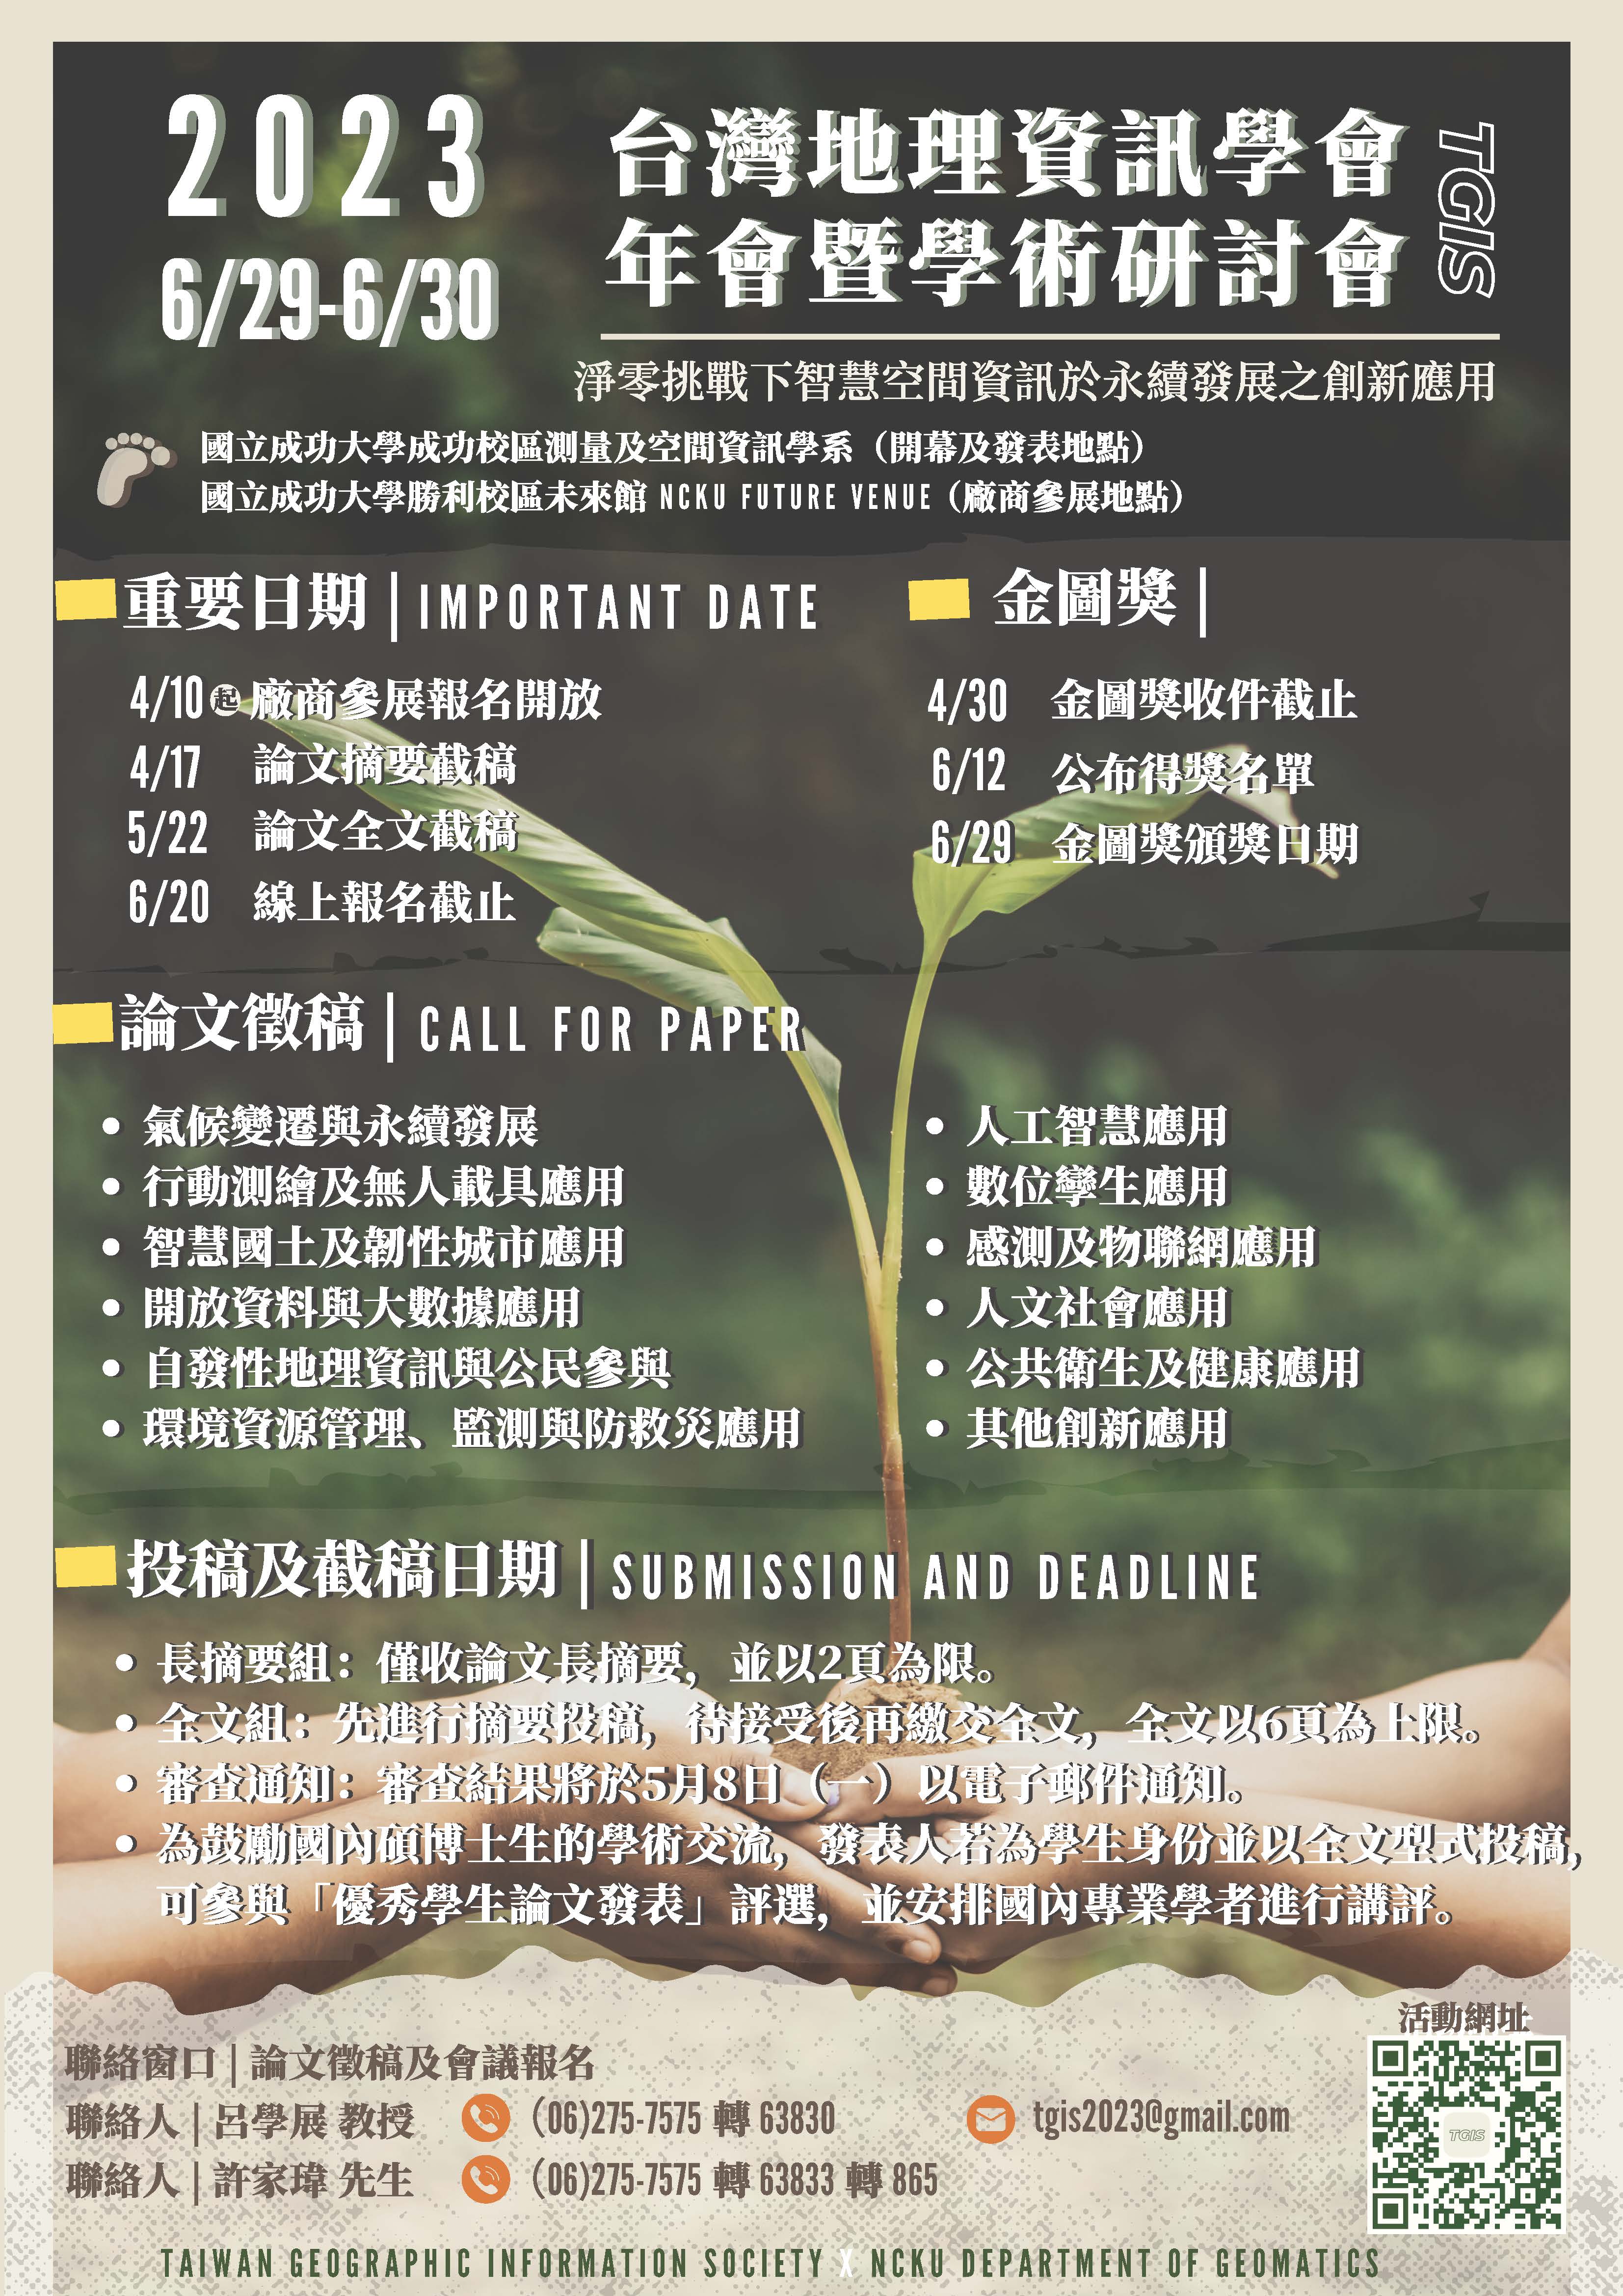 2023
6/29-6/30
台灣地理資訊學會
年會暨學術研討會
TGIS
淨零挑戰下智慧空間資訊於永續發展之創新應用
國立成功大學成功校區測量及空間資訊學系（開幕及發表地點）
國立成功大學勝利校區未來館 NCKU FUTURE VENUE（廠商參展地點）
重要日期 | IMPORTANT DATE
4/10起 廠商參展報名開放
4/17 論文摘要截稿
5/22 論文全文截稿
6/20 線上報名截止
金圖獎 |
4/30 金圖獎收件截止
6/12 公布得獎名單
6/29 金圖獎頒獎日期
論文徵稿 | CALL FOR PAPER
• 氣候變遷與永續發展
• 行動測繪及無人載具應用
• 智慧國土及韌性城市應用
• 開放資料與大數據應用
• 自發性地理資訊與公民參與
• 環境資源管理、監測與防救災應用
• 人工智慧應用
• 數位孿生應用
• 感測及物聯網應用
• 人文社會應用
• 公共衛生及健康應用
• 其他創新應用
投稿及截稿日期 | SUBMISSION AND DEADLINE
• 長摘要組：僅收論文長摘要，並以2頁為限。
• 全文組：先進行摘要投稿，待接受後再繳交全文，全文以6頁為上限。
• 審查通知：審查結果將於5月8日（一）以電子郵件通知。
• 為鼓勵國內碩博士生的學術交流，發表人若為學生身份並以全文型式投稿，
可參與「優秀學生論文發表」評選，並安排國內專業學者進行講評。
活動網址
聯絡窗口 | 論文徵稿及會議報名
聯絡人 | 呂學展 教授 (06)275-7575 轉 63830 tgis2023@gmail.com
聯絡人 | 許家瑋 先生 (06)275-7575 轉 63833 轉 865
TGIS
TAIWAN GEOGRAPHIC INFORMATION SOCIETY X NCKU DEPARTMENT OF GEOMATICS